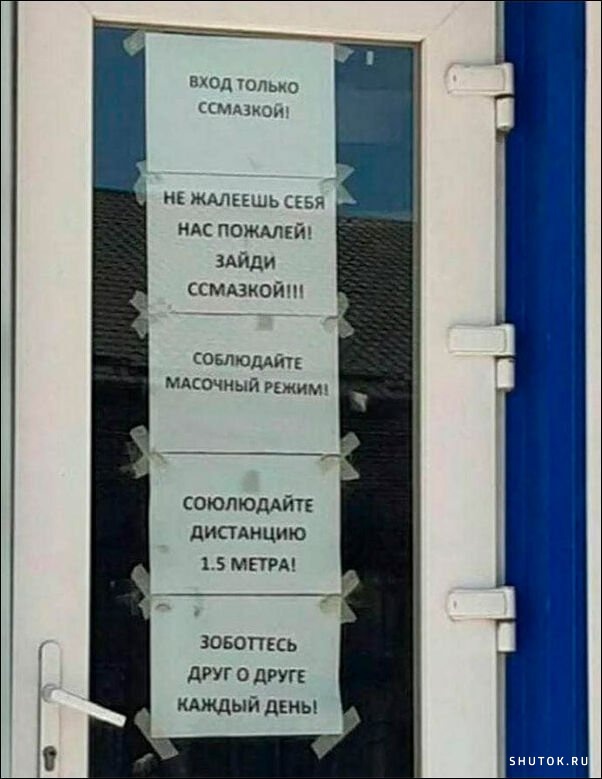 ВХОД ТОЛЬКО
ССМАЗКОЙ!
НЕ ЖАЛЕЕШЬ СЕБЯ
НАС ПОЖАЛЕЙ!
ЗАЙДИ
ССМАЗКОЙ!!!
СОБЛЮДАЙТЕ
МАСОЧНЫЙ РЕЖИМ!
СОЮЛЮДАЙТЕ
ДИСТАНЦИЮ
1.5 МЕТРА!
ЗОБОТТЕСЬ
ДРУГ О ДРУГЕ
КАЖДЫЙ ДЕНЬ!
SHUTOK.RU